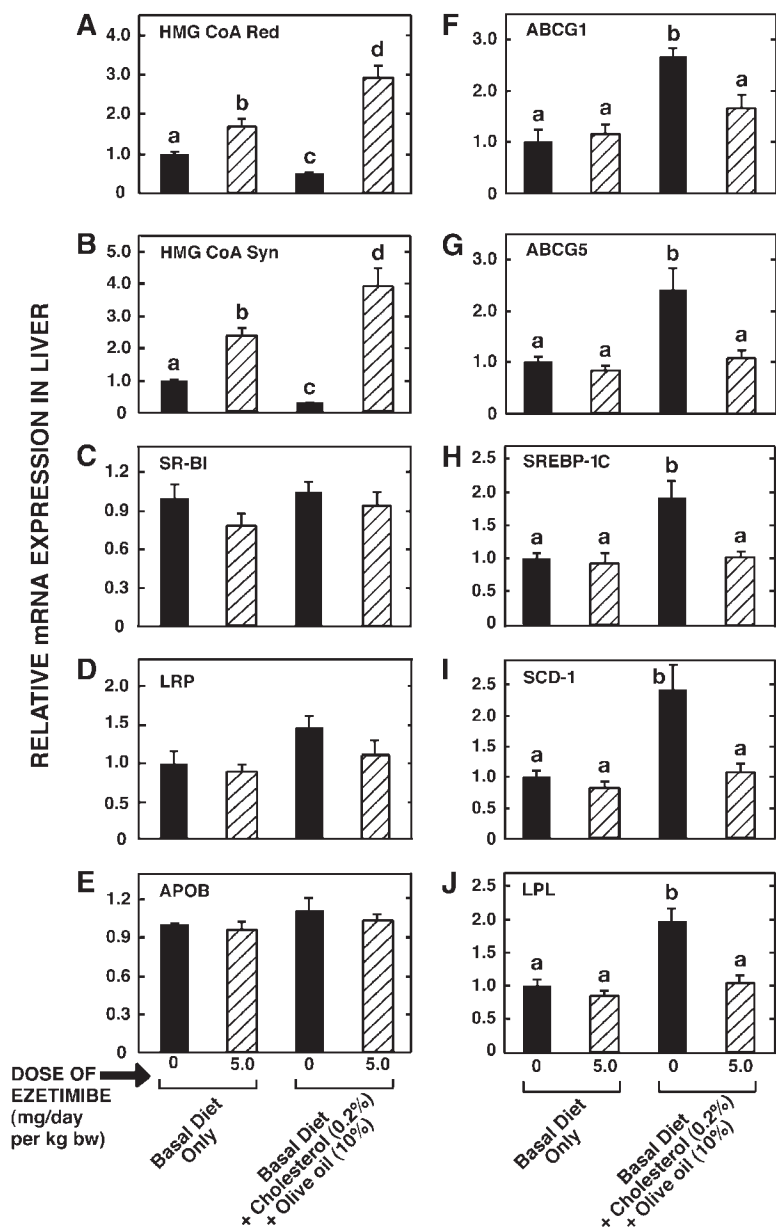 RELATIVE mRNA EXPRESSION IN LIVER
A
HMG CoA Red
4.0
3.0
2.0
1.0
0
a
b
c
d
B
HMG CoA Syn
5.0
4.0
3.0
2.0
1.0
0
a
b
c
d
C
SR-BI
1.2
0.9
0.6
0.3
0
D
LRP
2.0
1.5
1.0
0.5
0
E
APOB
1.2
0.9
0.6
0.3
0
0
5.0
0
5.0
DOSE OF
EZETIMIBE
(mg/day
per kg bw)
Basal Diet
Only
Basal Diet
+ Cholesterol (0.2%)
+ Olive oil (10%)
F
ABCG1
3.0
2.0
1.0
0
a
a
b
a
G
ABCG5
3.0
2.0
1.0
0
a
a
b
a
H
SREBP-1C
2.5
2.0
1.5
1.0
0.5
0
a
a
b
a
I
SCD-1
2.5
2.0
1.5
1.0
0.5
0
a
a
b
a
J
LPL
2.5
2.0
1.5
1.0
0.5
0
a
a
b
a
0
5.0
0
5.0
Basal Diet
Only
Basal Diet
+ Cholesterol (0.2%)
+ Olive oil (10%)